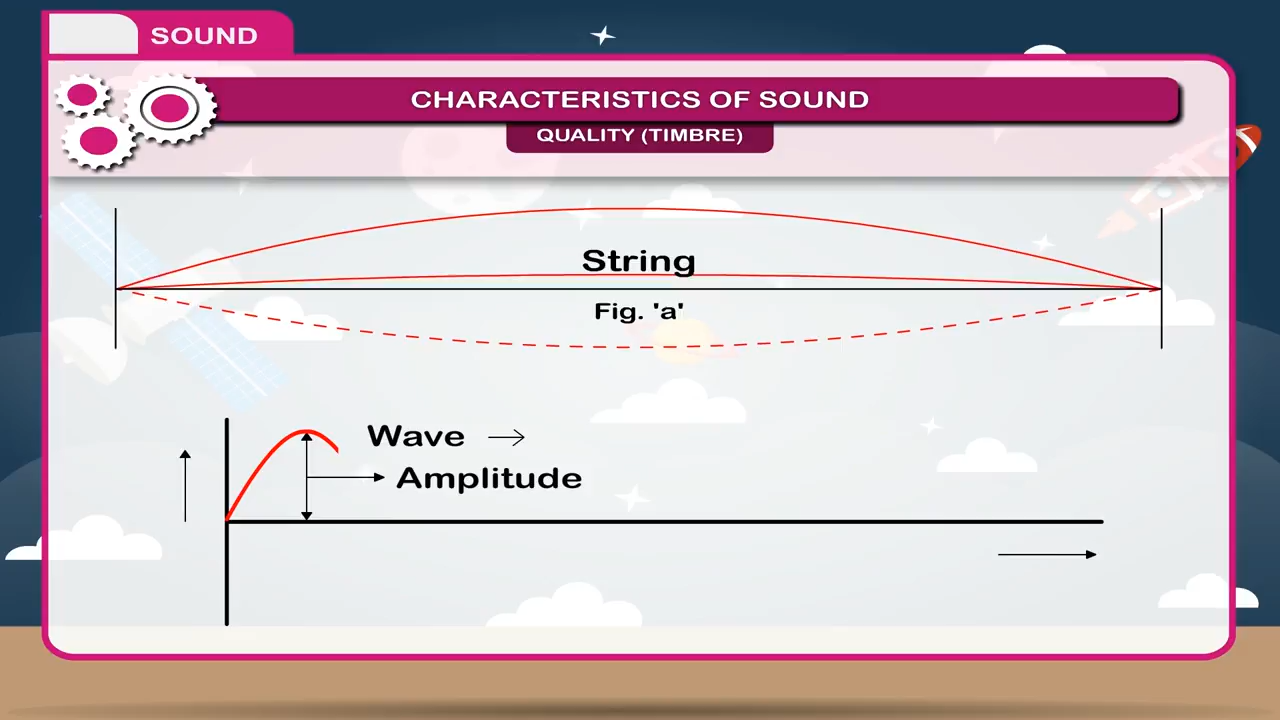 SOUND
CHARACTERISTICS OF SOUND
QUALITY (TIMBRE)
String
Fig. 'a'
Wave
Amplitude